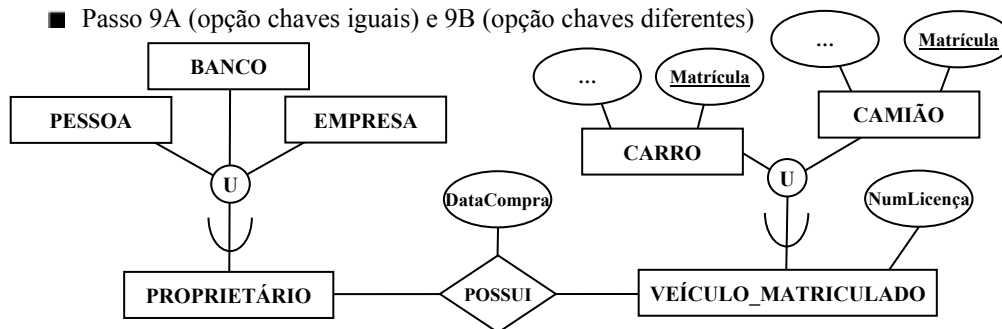 ■ Passo 9A (opção chaves iguais) e 9B (opção chaves diferentes)
... Matrícula
BANCO
... Matrícula
PESSOA EMPRESA CAMIÃO
CARRO
U U
DataCompra NumLicença
PROPRIETÁRIO POSSUI VEÍCULO_MATRICULADO